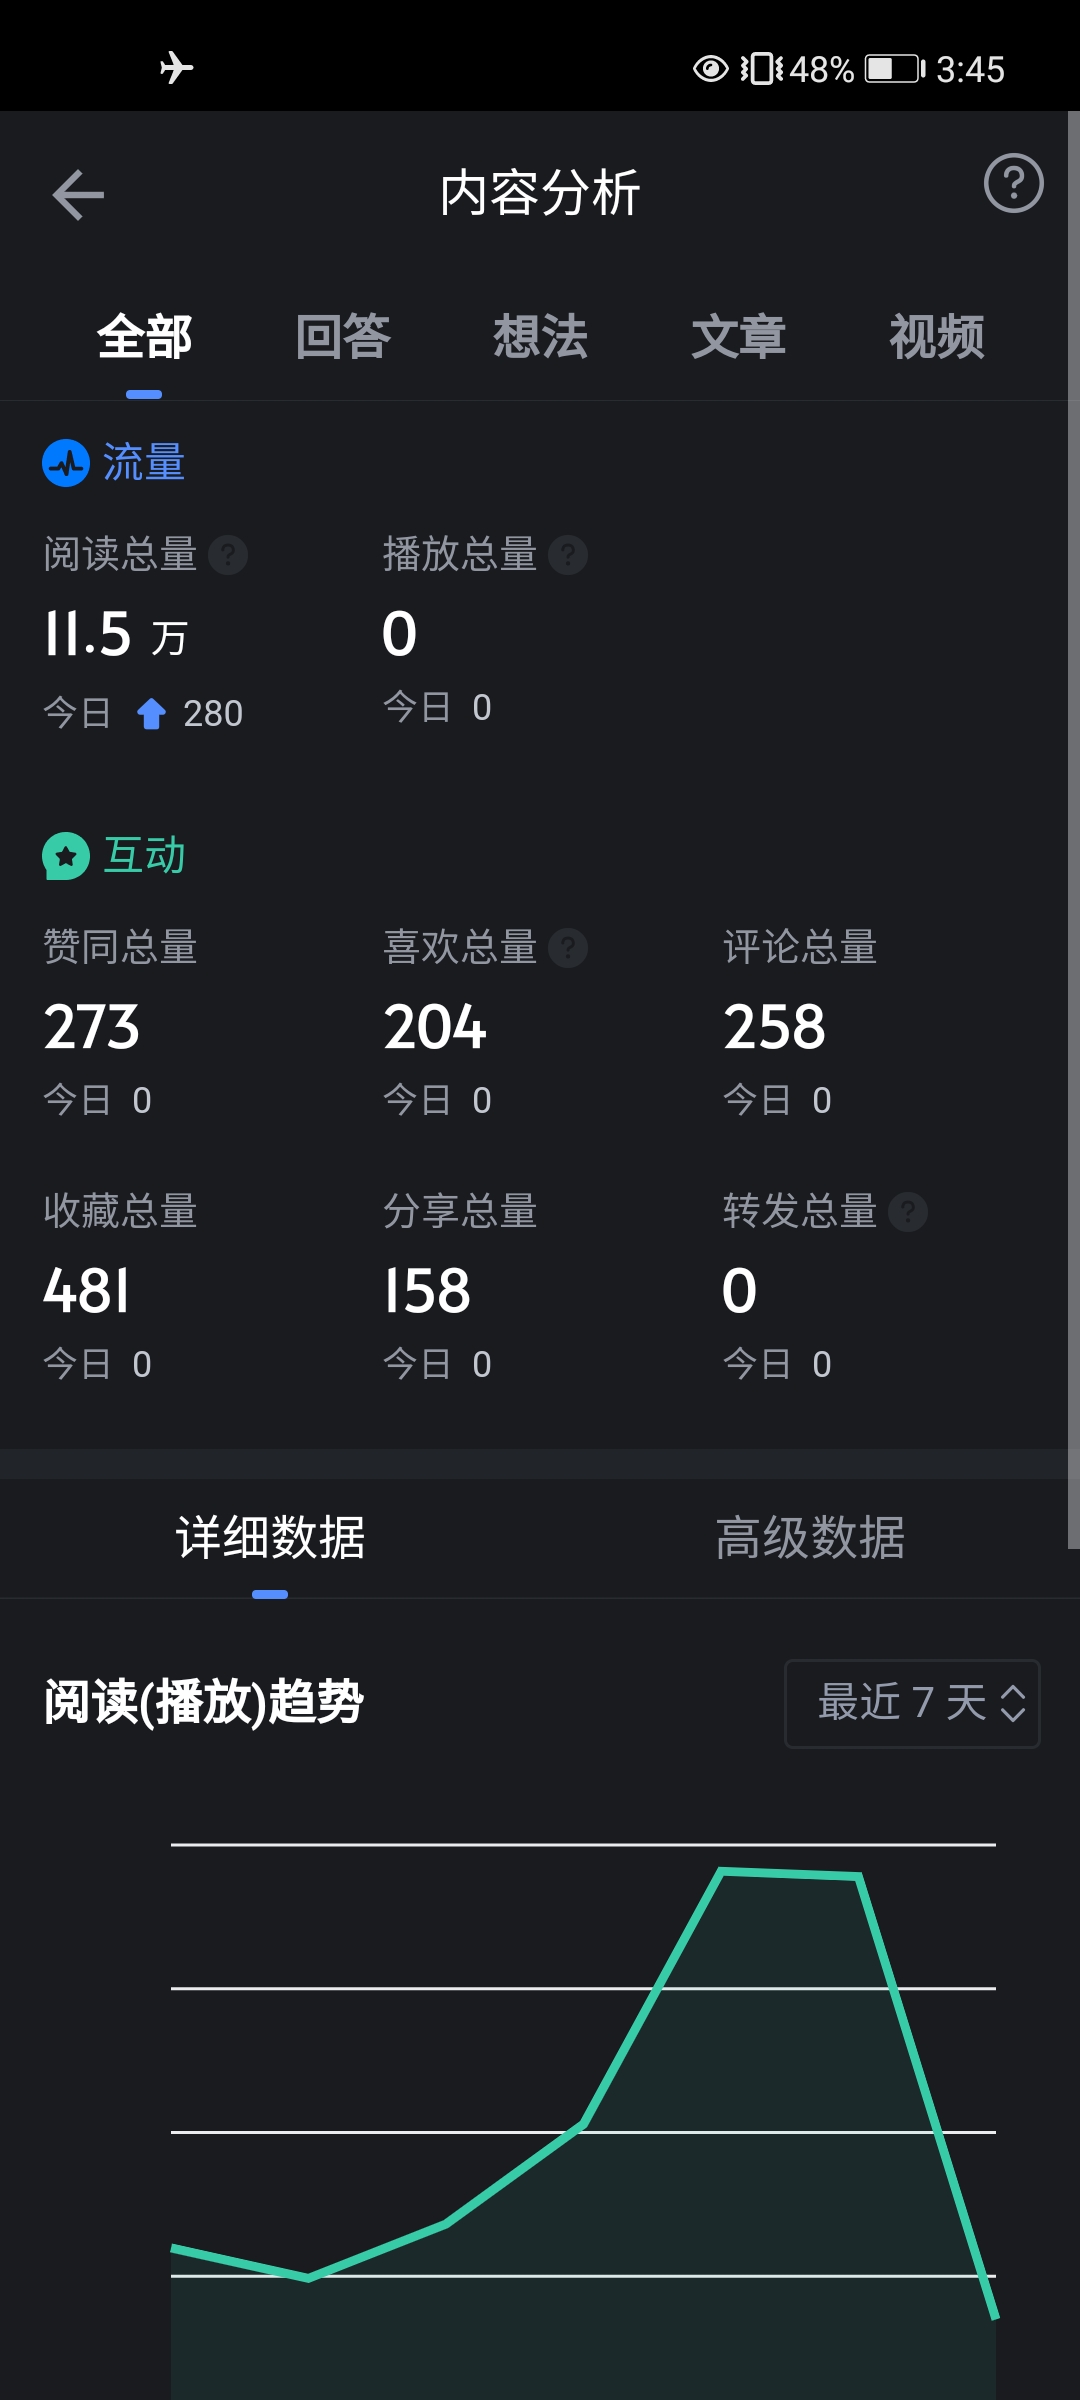 48% 3:45
内容分析
全部 回答 想法 文章 视频
流量
阅读总量 ? 播放总量 ?
11.5 万 0
今日 280 今日 0
互动
赞同总量 喜欢总量 ? 评论总量
273 204 258
今日 0 今日 0 今日 0
收藏总量 分享总量 转发总量 ?
481 158 0
今日 0 今日 0 今日 0
详细数据 高级数据
阅读(播放)趋势 最近 7 天